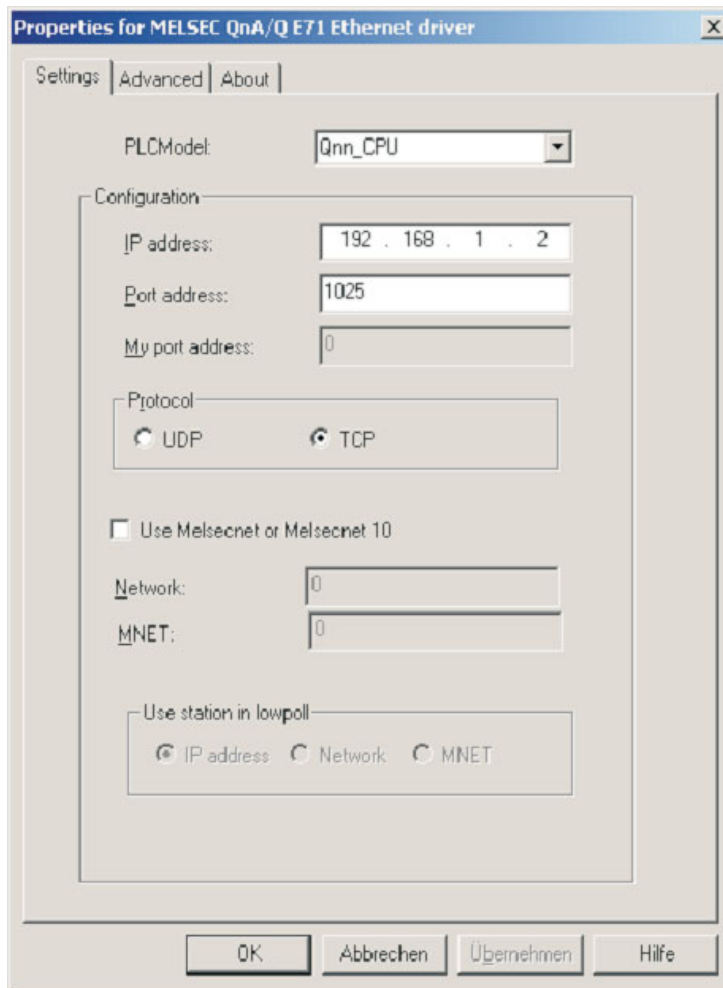 Properties for MELSEC QnA/Q E71 Ethernet driver X
Settings Advanced About
PLCModel: Qnn_CPU
Configuration
IP address: 192 . 168 . 1 . 2
Port address: 1025
My port address: 0
Protocol
UDP TCP
Use Melsecnet or Melsecnet 10
Network: 0
MNET: 0
Use station in lowpoll
IP address Network MNET
OK Abbrechen Übernehmen Hilfe